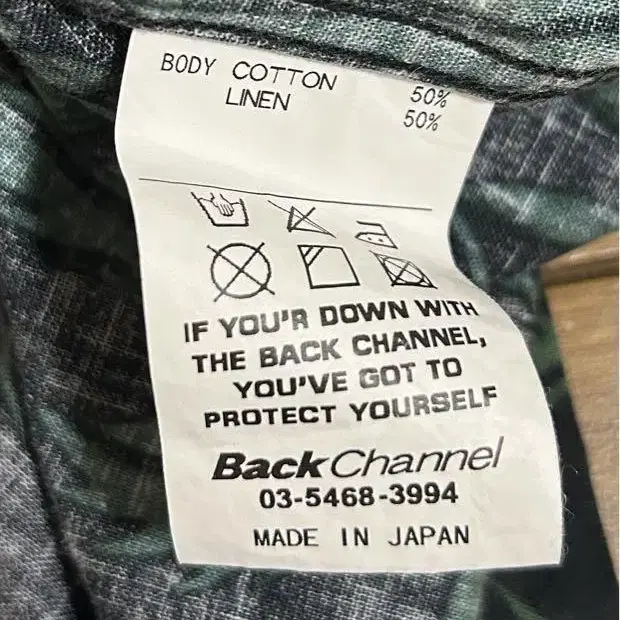 BODY COTTON 50%
LINEN 50%
IF YOU'R DOWN WITH
THE BACK CHANNEL,
YOU'VE GOT TO
PROTECT YOURSELF
BackChannel
03-5468-3994
MADE IN JAPAN